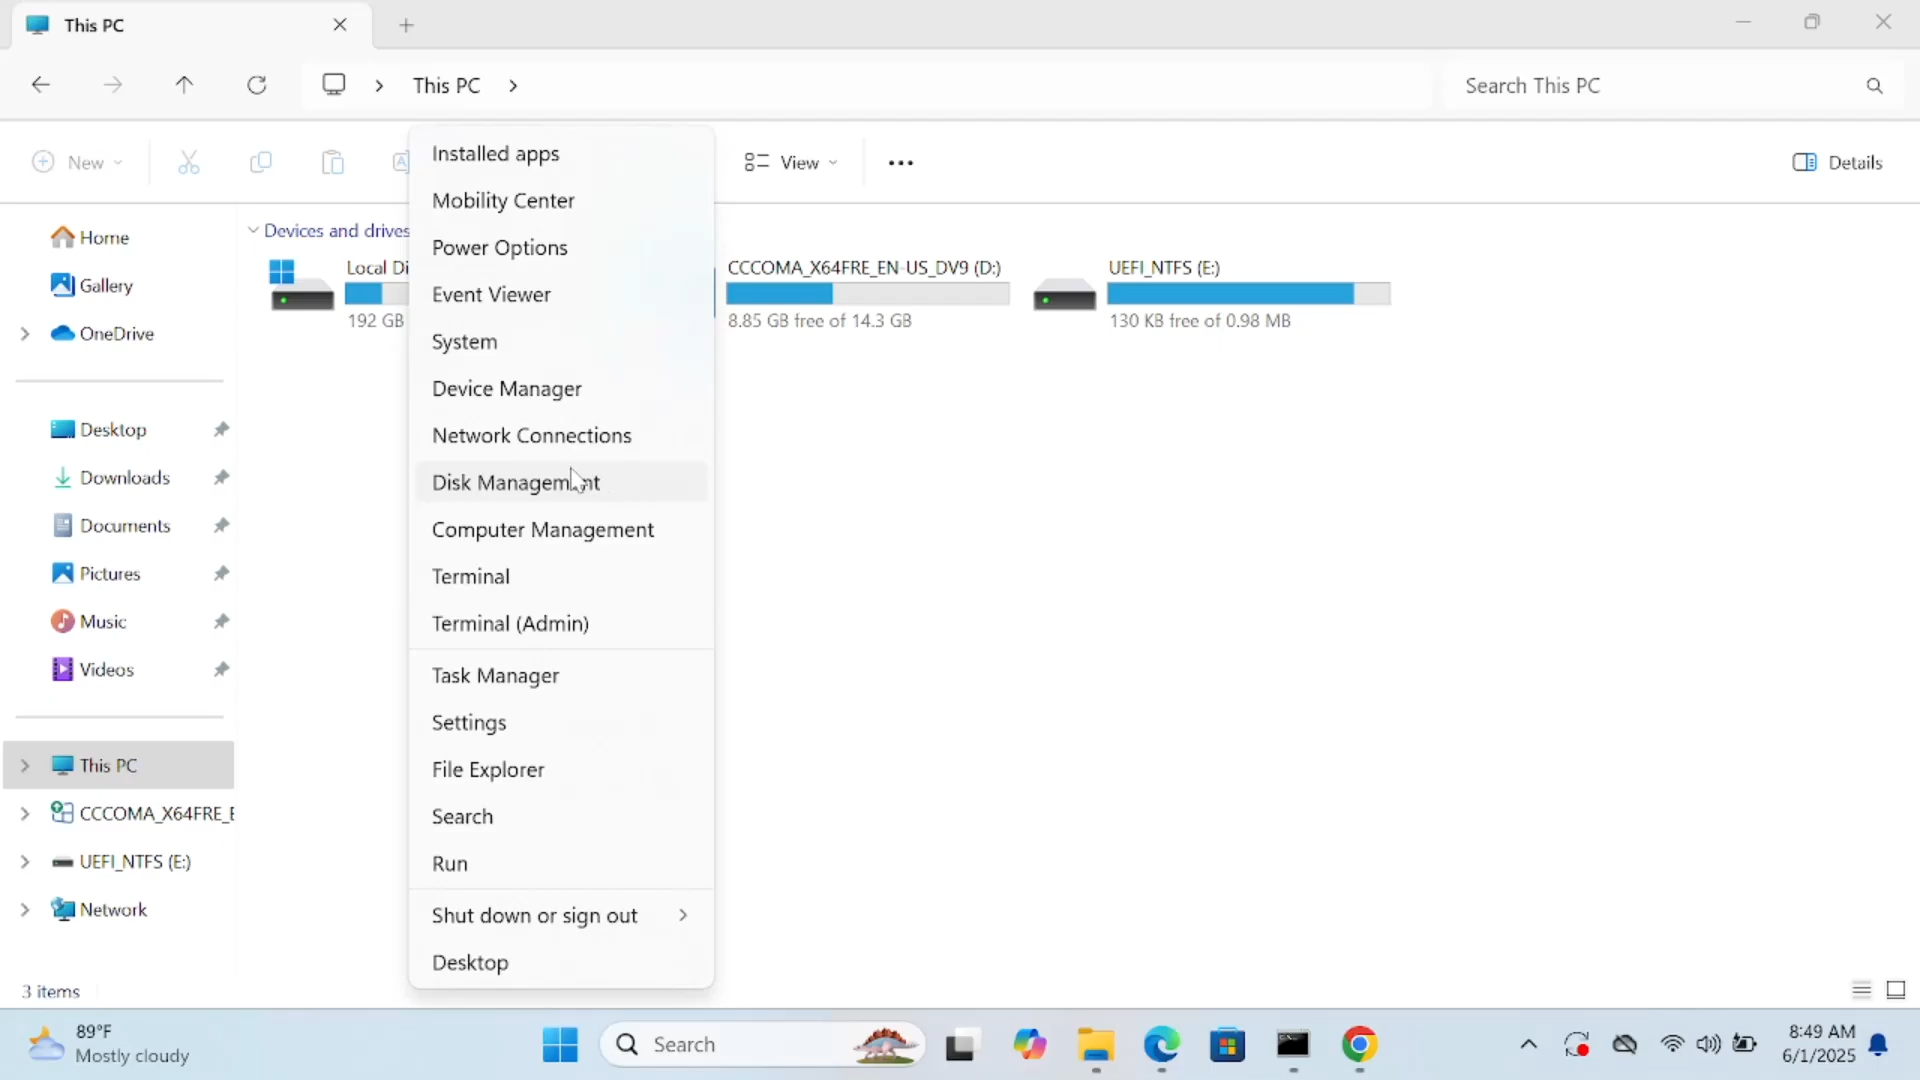 This PC
This PC
Search This PC
New
View
Details
Installed apps
Mobility Center
Power Options
Event Viewer
System
Device Manager
Network Connections
Disk Management
Computer Management
Terminal
Terminal (Admin)
Task Manager
Settings
File Explorer
Search
Run
Shut down or sign out
Desktop
Home
Gallery
OneDrive
Desktop
Downloads
Documents
Pictures
Music
Videos
This PC
CCCOMA_X64FRE_E
UEFI_NTFS (E:)
Network
Devices and drives
Local Di
192 GB
CCCOMA_X64FRE_EN-US_DV9 (D:)
8.85 GB free of 14.3 GB
UEFI_NTFS (E:)
130 KB free of 0.98 MB
3 items
89°F
Mostly cloudy
Search
8:49 AM
6/1/2025